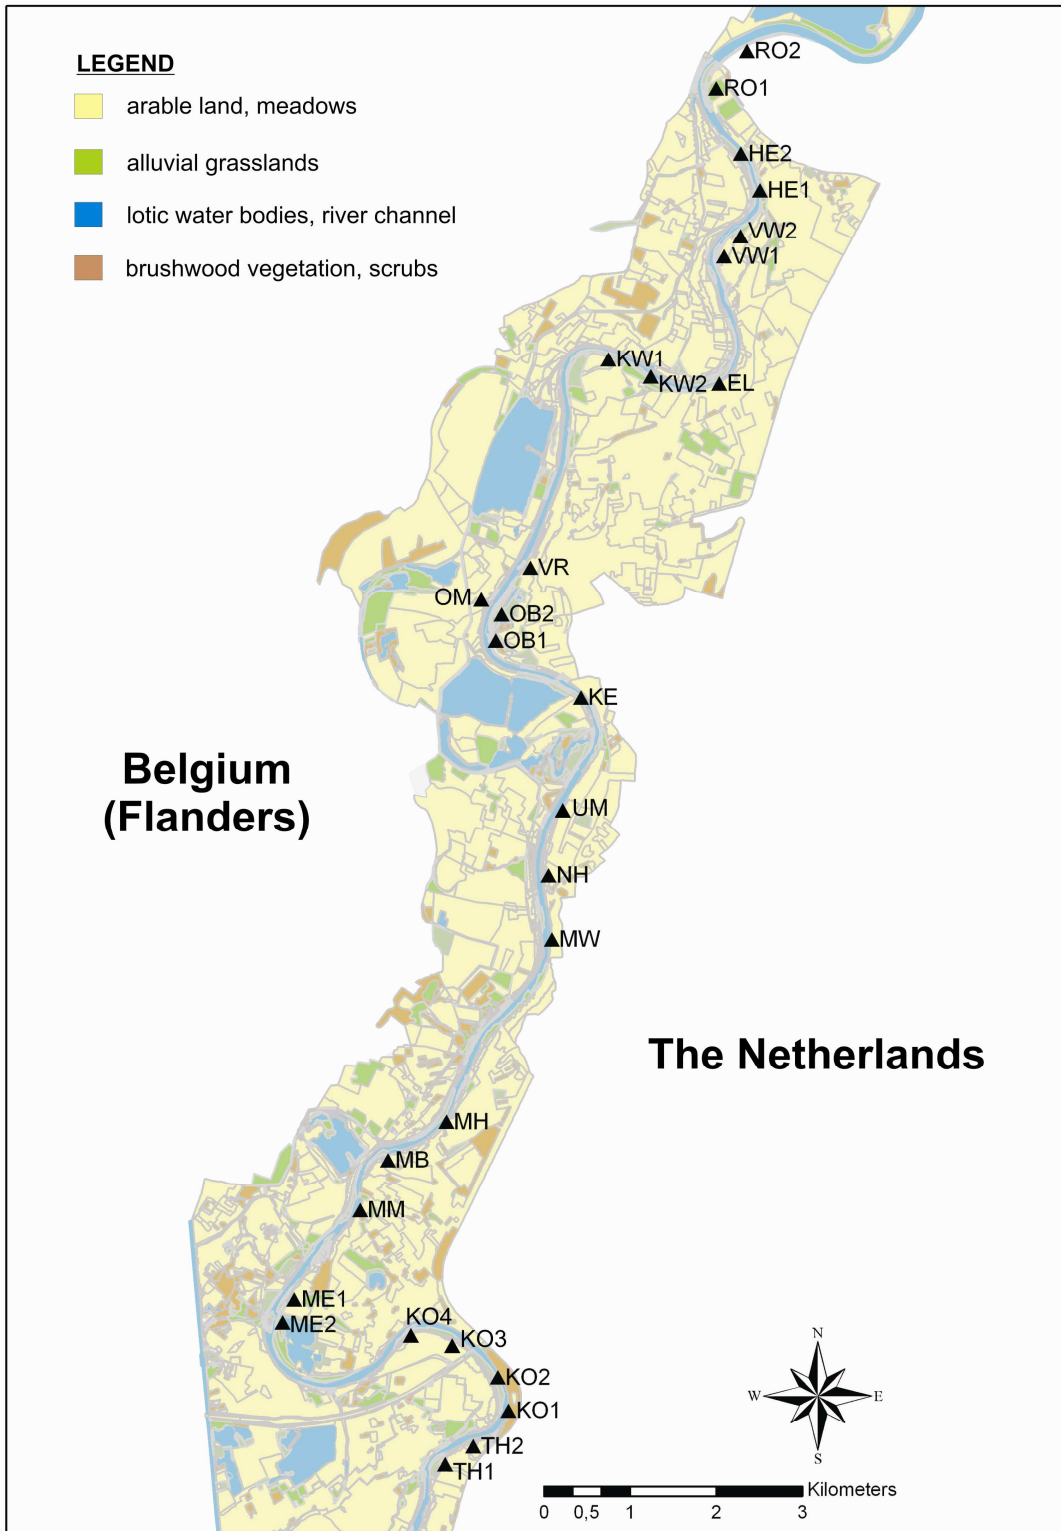 LEGEND
arable land, meadows
alluvial grasslands
lotic water bodies, river channel
brushwood vegetation, scrubs
RO2
RO1
HE2
HE1
VW2
VW1
KW1
KW2
EL
VR
OM
OB2
OB1
KE
Belgium
(Flanders)
UM
NH
MW
The Netherlands
MH
MB
MM
ME1
ME2
KO4
KO3
KO2
KO1
TH2
TH1
N
W E
S
Kilometers
0 0,5 1 2 3